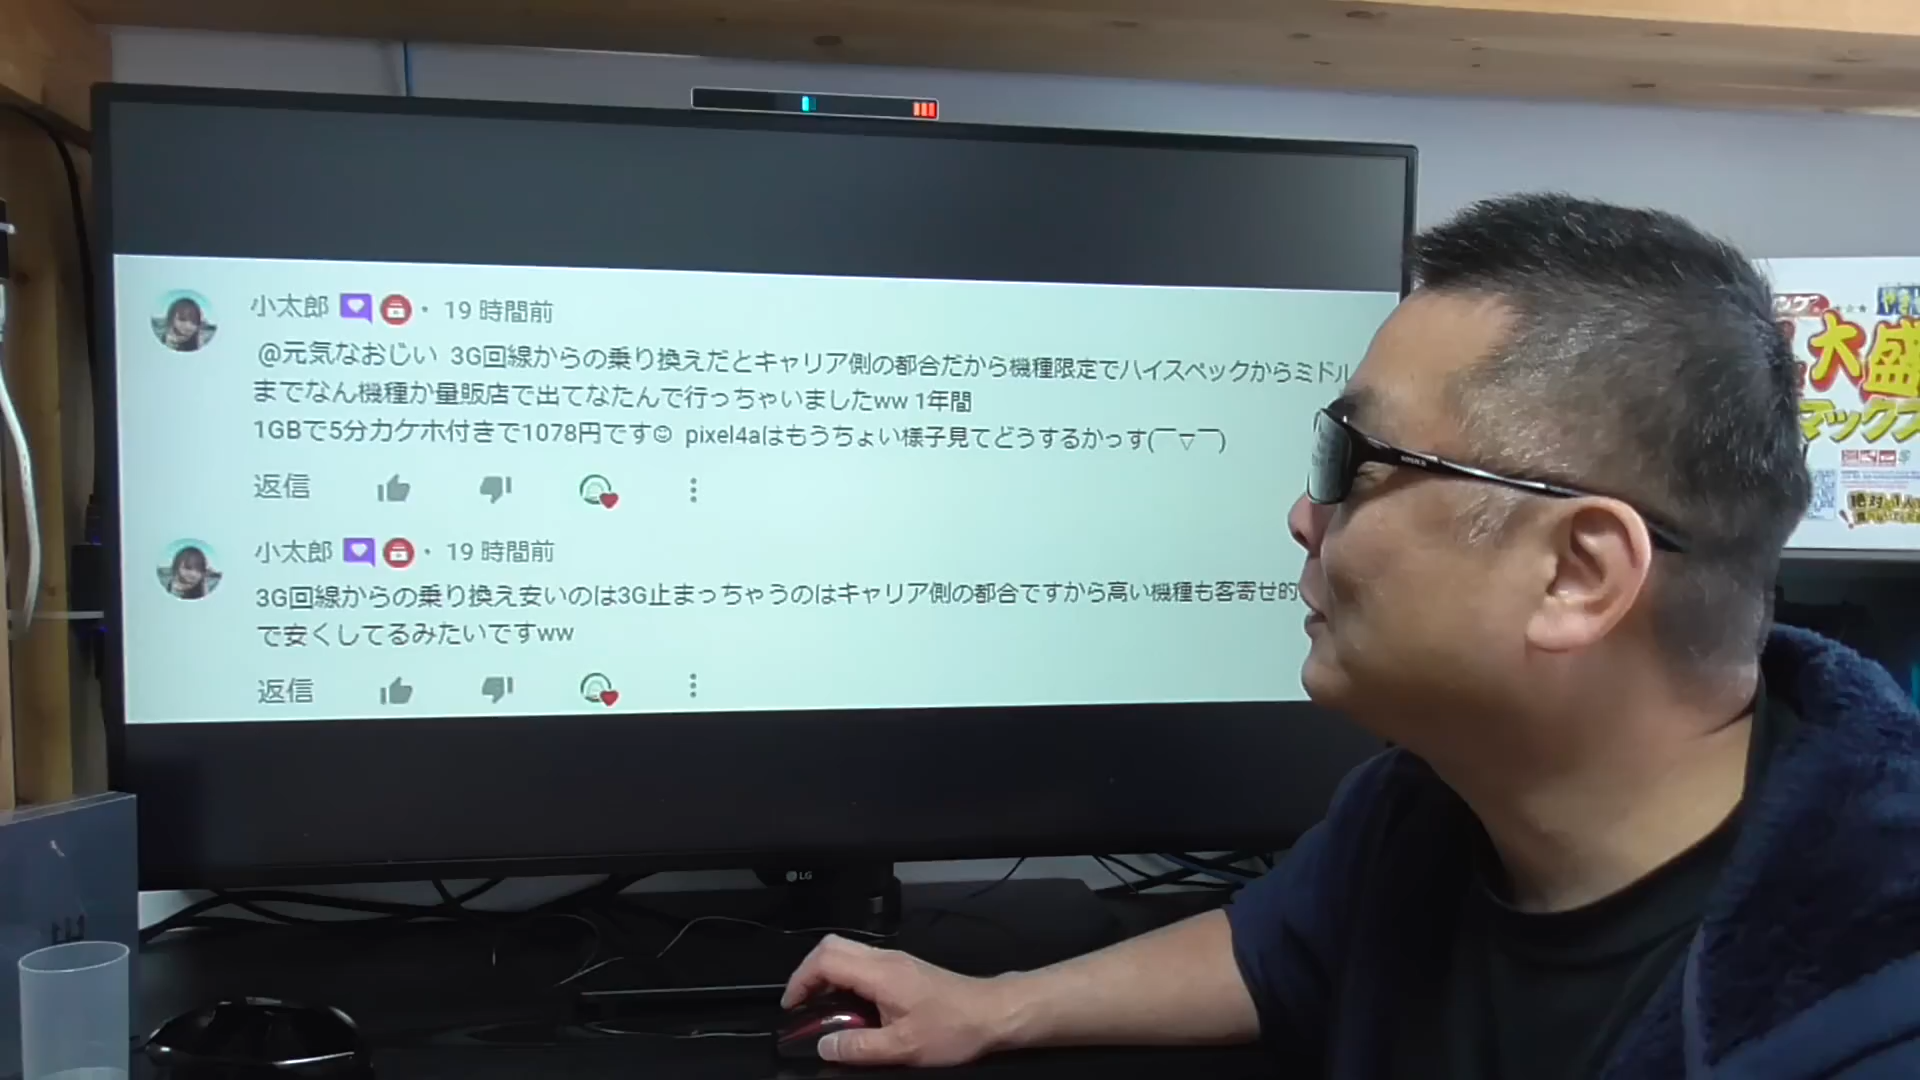 小太郎 ・ 19 時間前
@元気なおじい 3G回線からの乗り換えだとキャリア側の都合だから機種限定でハイスペックからミドル
までなん機種か量販店で出てなたんで行っちゃいましたww 1年間
1GBで5分カケホ付きで1078円です☺ pixel4aはもうちょい様子見てどうするかっす(￣▽￣)
返信
小太郎 ・ 19 時間前
3G回線からの乗り換え安いのは3G止まっちゃうのはキャリア側の都合ですから高い機種も客寄せ的
で安くしてるみたいですww
返信
LG
大盛
マックス
絶対